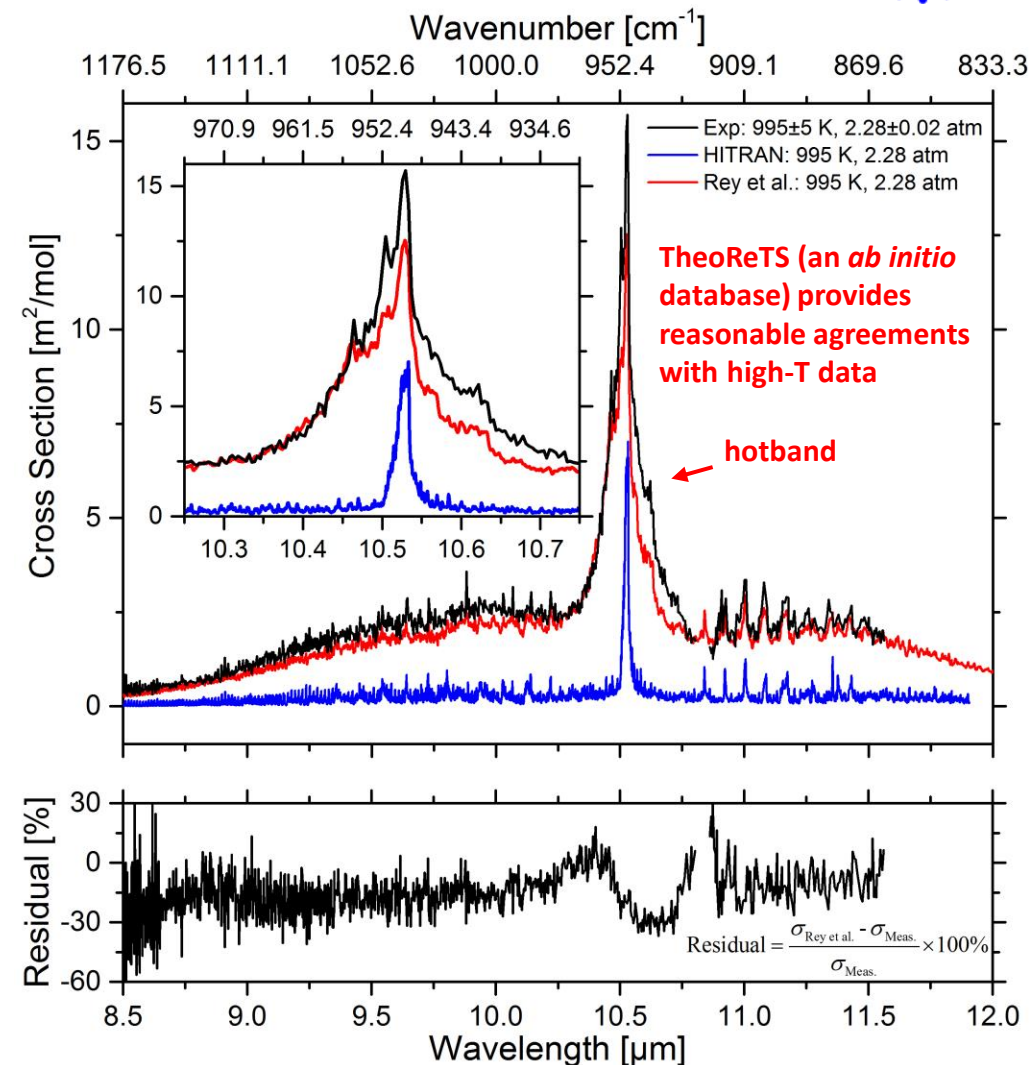 Wavenumber [cm⁻¹]
1176.5 1111.1 1052.6 1000.0 952.4 909.1 869.6 833.3
970.9 961.5 952.4 943.4 934.6
Exp: 995±5 K, 2.28±0.02 atm
HITRAN: 995 K, 2.28 atm
Rey et al.: 995 K, 2.28 atm
TheoReTS (an ab initio
database) provides
reasonable agreements
with high-T data
hotband
Cross Section [m²/mol]
15
10
5
0
15
10
5
0
10.3 10.4 10.5 10.6 10.7
Residual [%]
30
0
-30
-60
Residual = (σRey et al. - σMeas.) / σMeas. ×100%
8.5 9.0 9.5 10.0 10.5 11.0 11.5 12.0
Wavelength [µm]